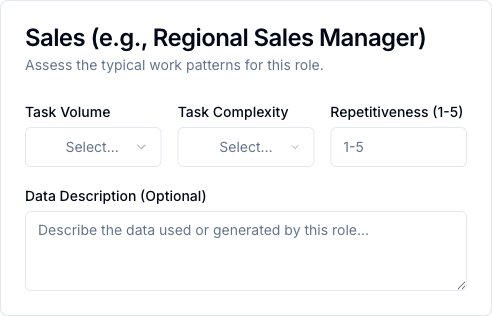 Sales (e.g., Regional Sales Manager)
Assess the typical work patterns for this role.
Task Volume Task Complexity Repetitiveness (1-5)
Select... Select... 1-5
Data Description (Optional)
Describe the data used or generated by this role...